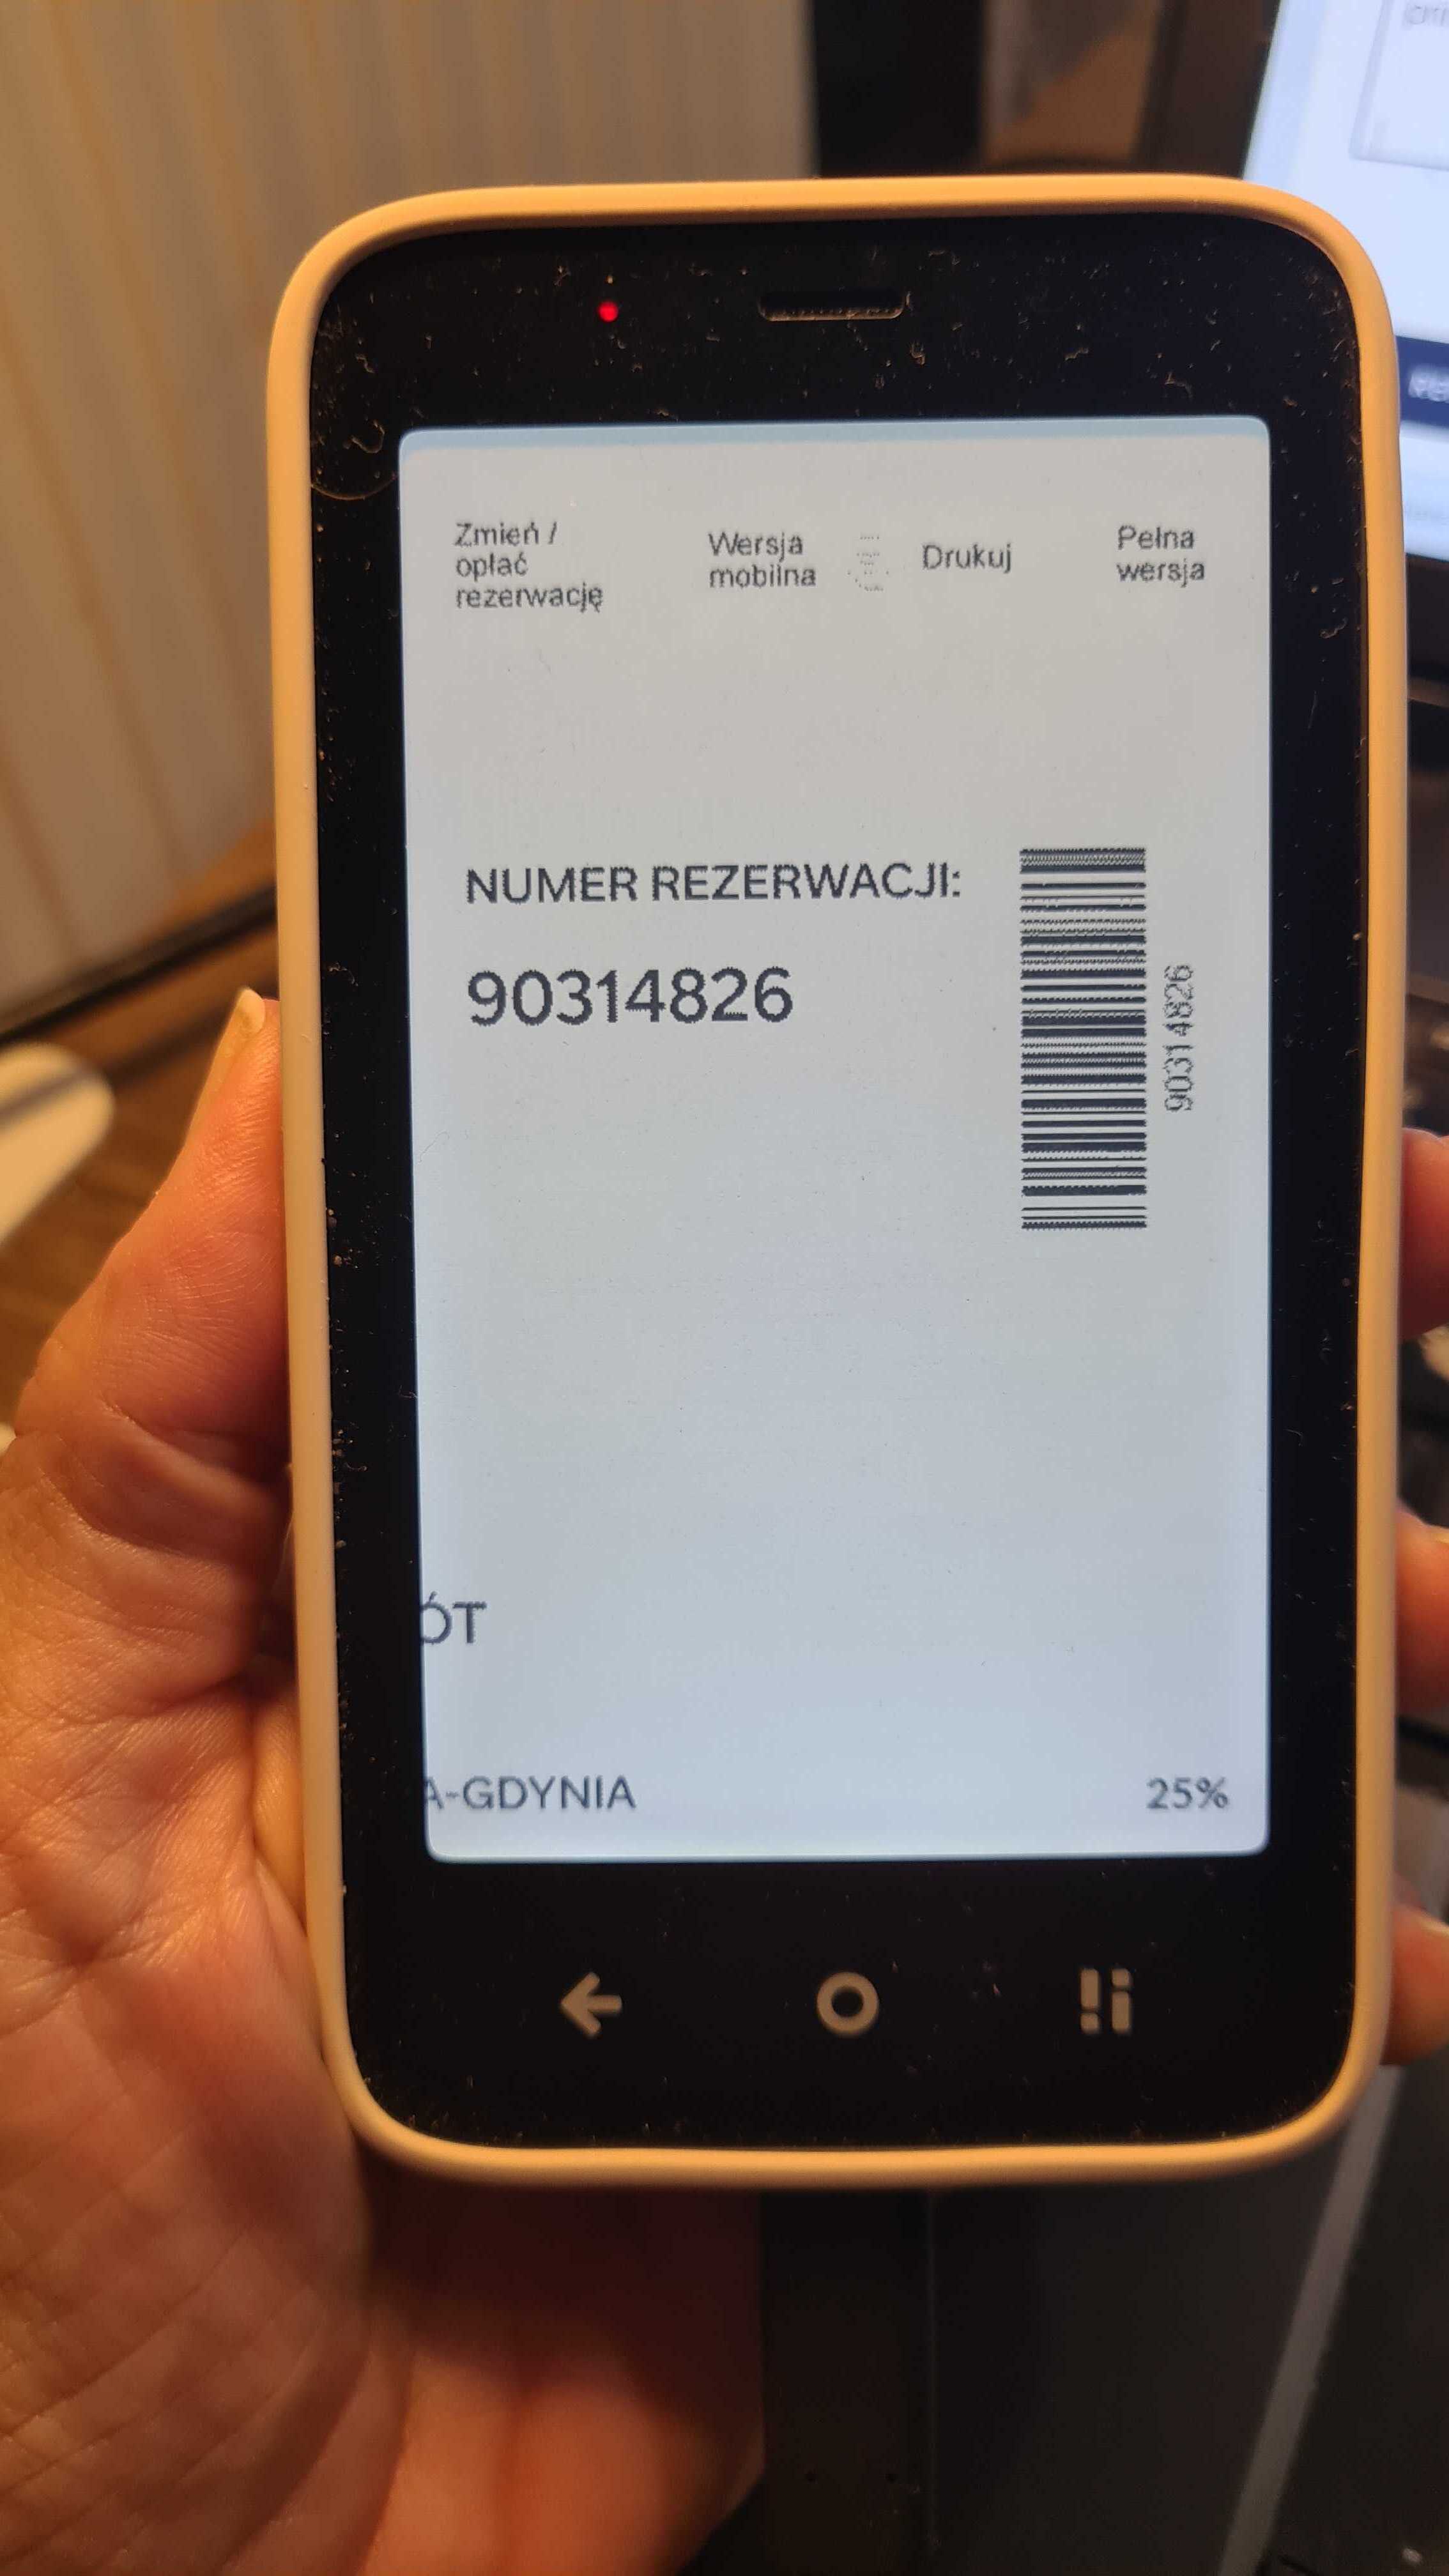 Zmień /
opłać
rezerwację
Wersja
mobilna
Drukuj
Pełna
wersja
NUMER REZERWACJI:
90314826
90314826
ÓT
A-GDYNIA
25%